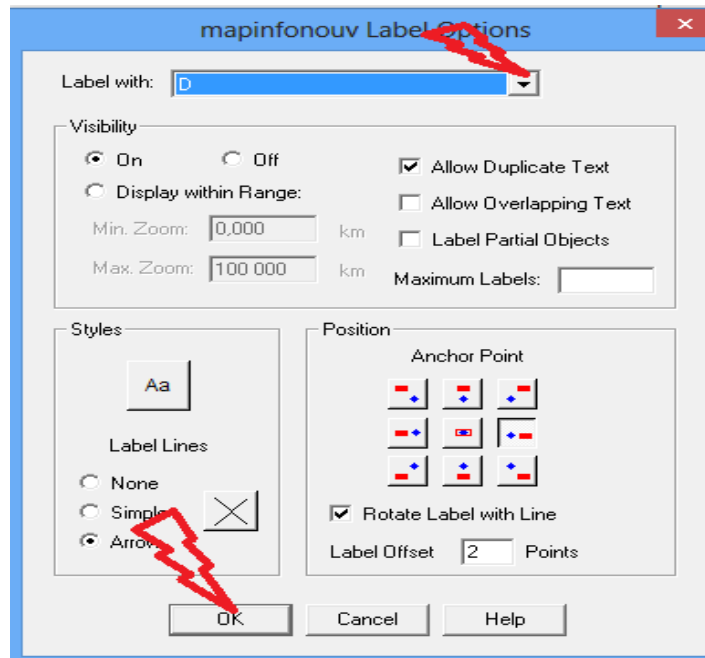 mapinfonouv Label Options
Label with: D
Visibility
On Off
Allow Duplicate Text
Display within Range:
Allow Overlapping Text
Min. Zoom: 0,000 km
Label Partial Objects
Max. Zoom: 100 000 km
Maximum Labels:
Styles
Aa
Label Lines
None
Simple
Arrow
Position
Anchor Point
Rotate Label with Line
Label Offset 2 Points
OK Cancel Help